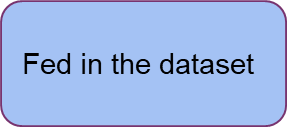 Fed in the dataset